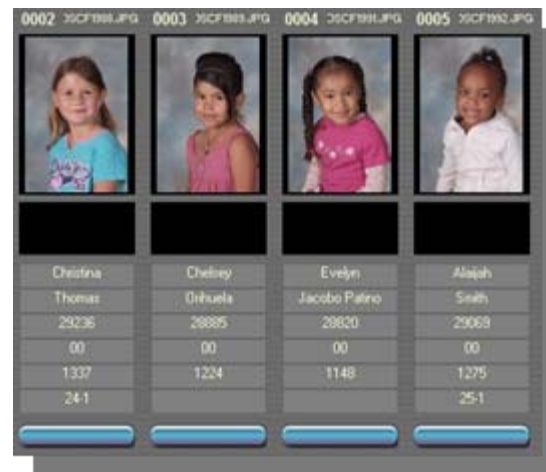 0002 DSCF1988.JPG 0003 DSCF1989.JPG 0004 DSCF1991.JPG 0005 DSCF1992.JPG
Christina Chelsey Evelyn Alaijah
Thomas Orihuela Jacobo Patino Smith
29236 28885 28820 29069
00 00 00 00
1337 1224 1148 1275
24-1 25-1